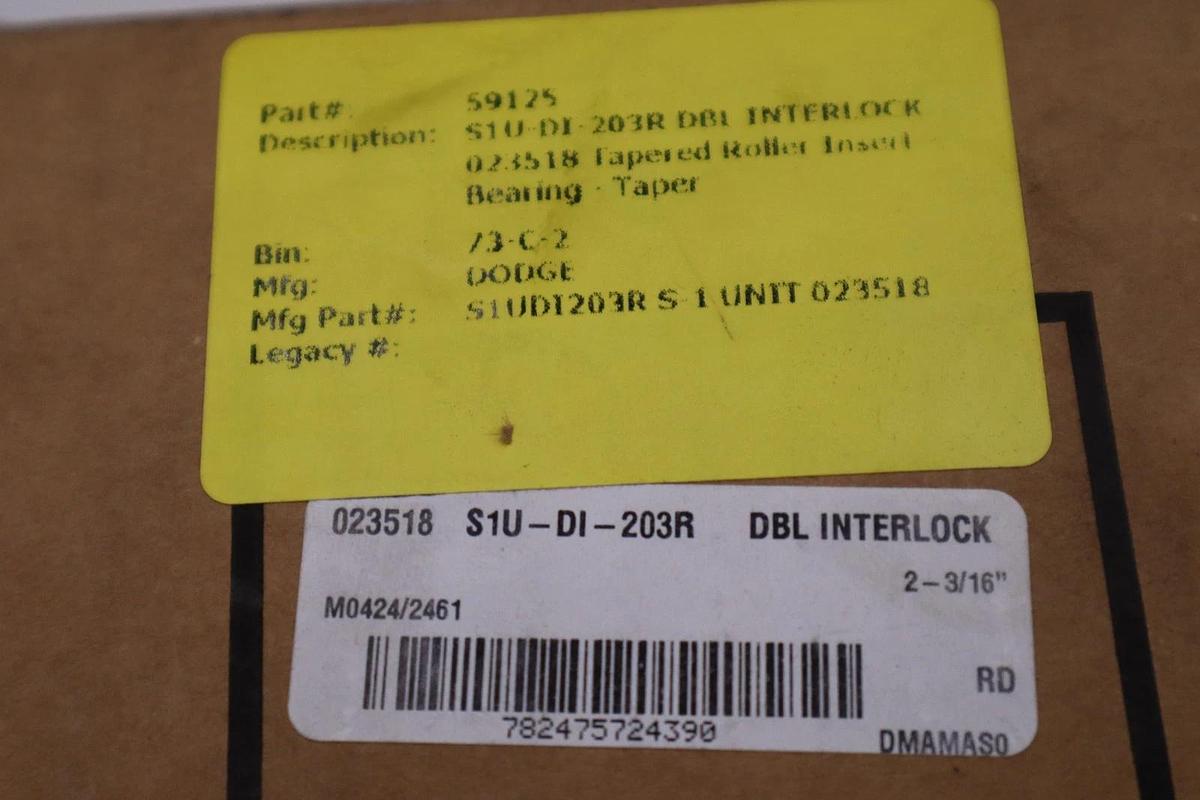 Part#: 59125
Description: S1U-DI-203R DBL INTERLOCK
023518 Tapered Roller Insert
Bearing - Taper
Bin: 73-C-2
Mfg: DODGE
Mfg Part#: S1UDI203R S-1 UNIT 023518
Legacy #:
023518 S1U-DI-203R DBL INTERLOCK
2-3/16"
M0424/2461
RD
782475724390
DMAMAS0